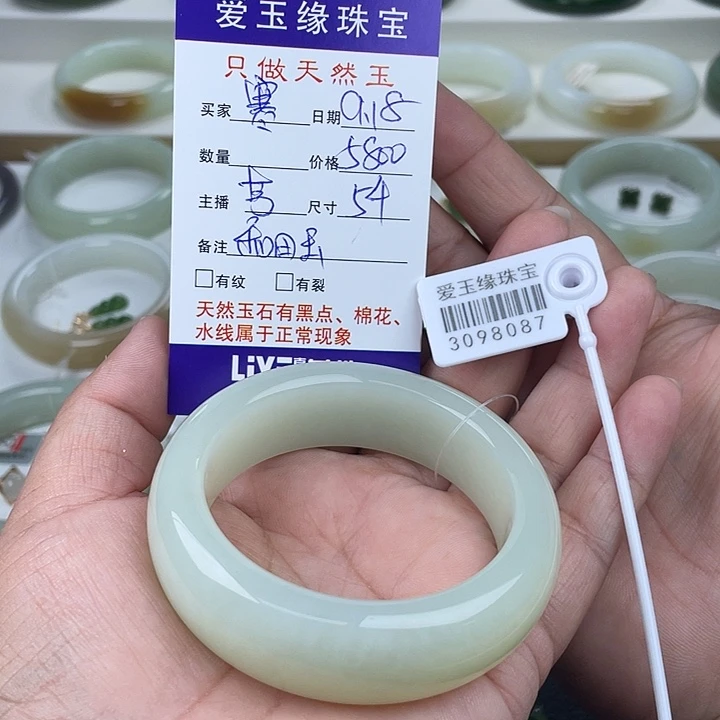 爱玉缘珠宝
只做天然玉
买家 日期 9.18
数量 价格 5800
主播 尺寸 54
备注 和田玉
□有纹 □有裂
天然玉石有黑点、棉花、
水线属于正常现象
爱玉缘珠宝
3098087